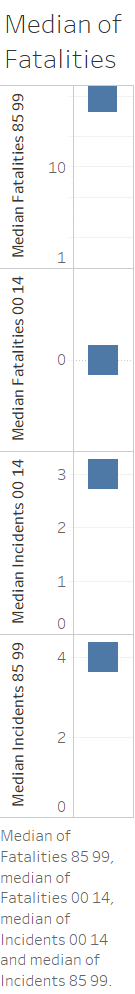 Median of
Fatalities
Median Fatalities 85 99
10
1
Median Fatalities 00 14
0
Median Incidents 00 14
3
2
1
0
Median Incidents 85 99
4
2
0
Median of
Fatalities 85 99,
median of
Fatalities 00 14,
median of
Incidents 00 14
and median of
Incidents 85 99.